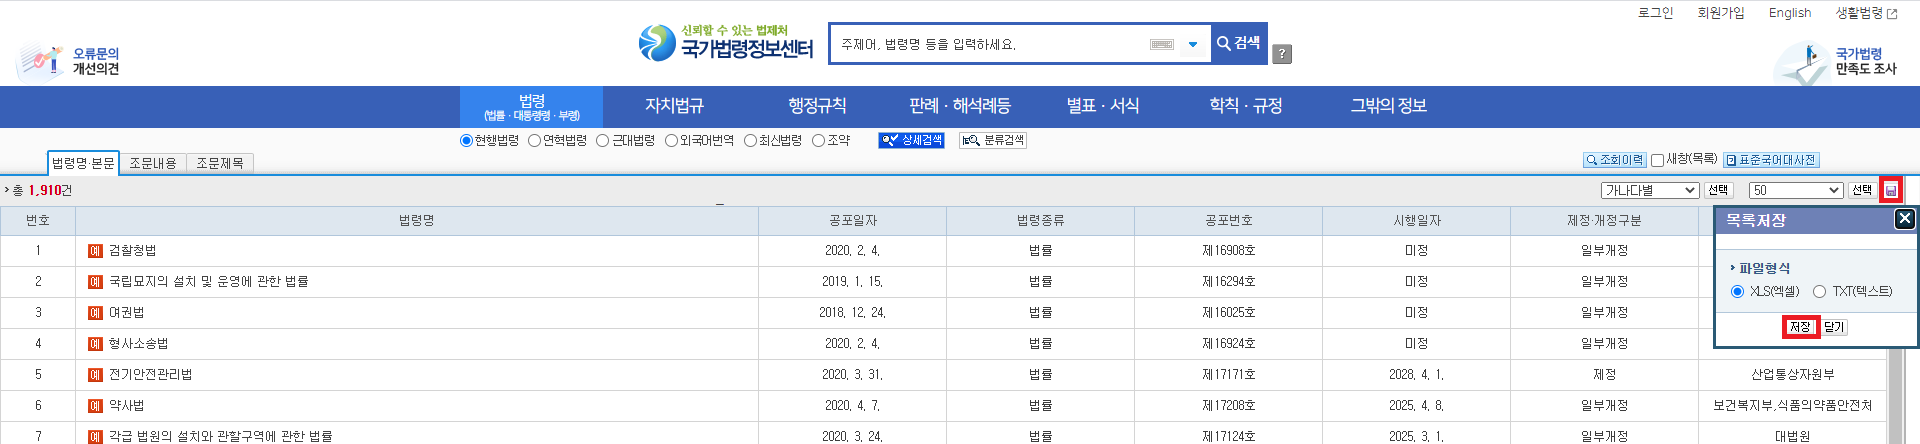 로그인 회원가입 English 생활법령
오류문의
개선의견
신뢰할 수 있는 법제처
국가법령정보센터
주제어, 법령명 등을 입력하세요.
검색
?
국가법령
만족도 조사
법령
(법률 · 대통령령 · 부령)
자치법규
행정규칙
판례 · 해석례등
별표 · 서식
학칙 · 규정
그밖의 정보
현행법령 연혁법령 근대법령 외국어번역 최신법령 조약 상세검색 분류검색
법령명·본문 조문내용 조문제목
조회이력 새창(목록) 표준국어대사전
총 1,910건
가나다별 선택 50 선택
번호 법령명 공포일자 법령종류 공포번호 시행일자 제정·개정구분
목록저장
파일형식
XLS(엑셀) TXT(텍스트)
저장 닫기
1 예 검찰청법 2020. 2. 4. 법률 제16908호 미정 일부개정
2 예 국립묘지의 설치 및 운영에 관한 법률 2019. 1. 15. 법률 제16294호 미정 일부개정
3 예 여권법 2018. 12. 24. 법률 제16025호 미정 일부개정
4 예 형사소송법 2020. 2. 4. 법률 제16924호 미정 일부개정
5 예 전기안전관리법 2020. 3. 31. 법률 제17171호 2028. 4. 1. 제정 산업통상자원부
6 예 약사법 2020. 4. 7. 법률 제17208호 2025. 4. 8. 일부개정 보건복지부,식품의약품안전처
7 예 각급 법원의 설치와 관할구역에 관한 법률 2020. 3. 24. 법률 제17124호 2025. 3. 1. 일부개정 대법원